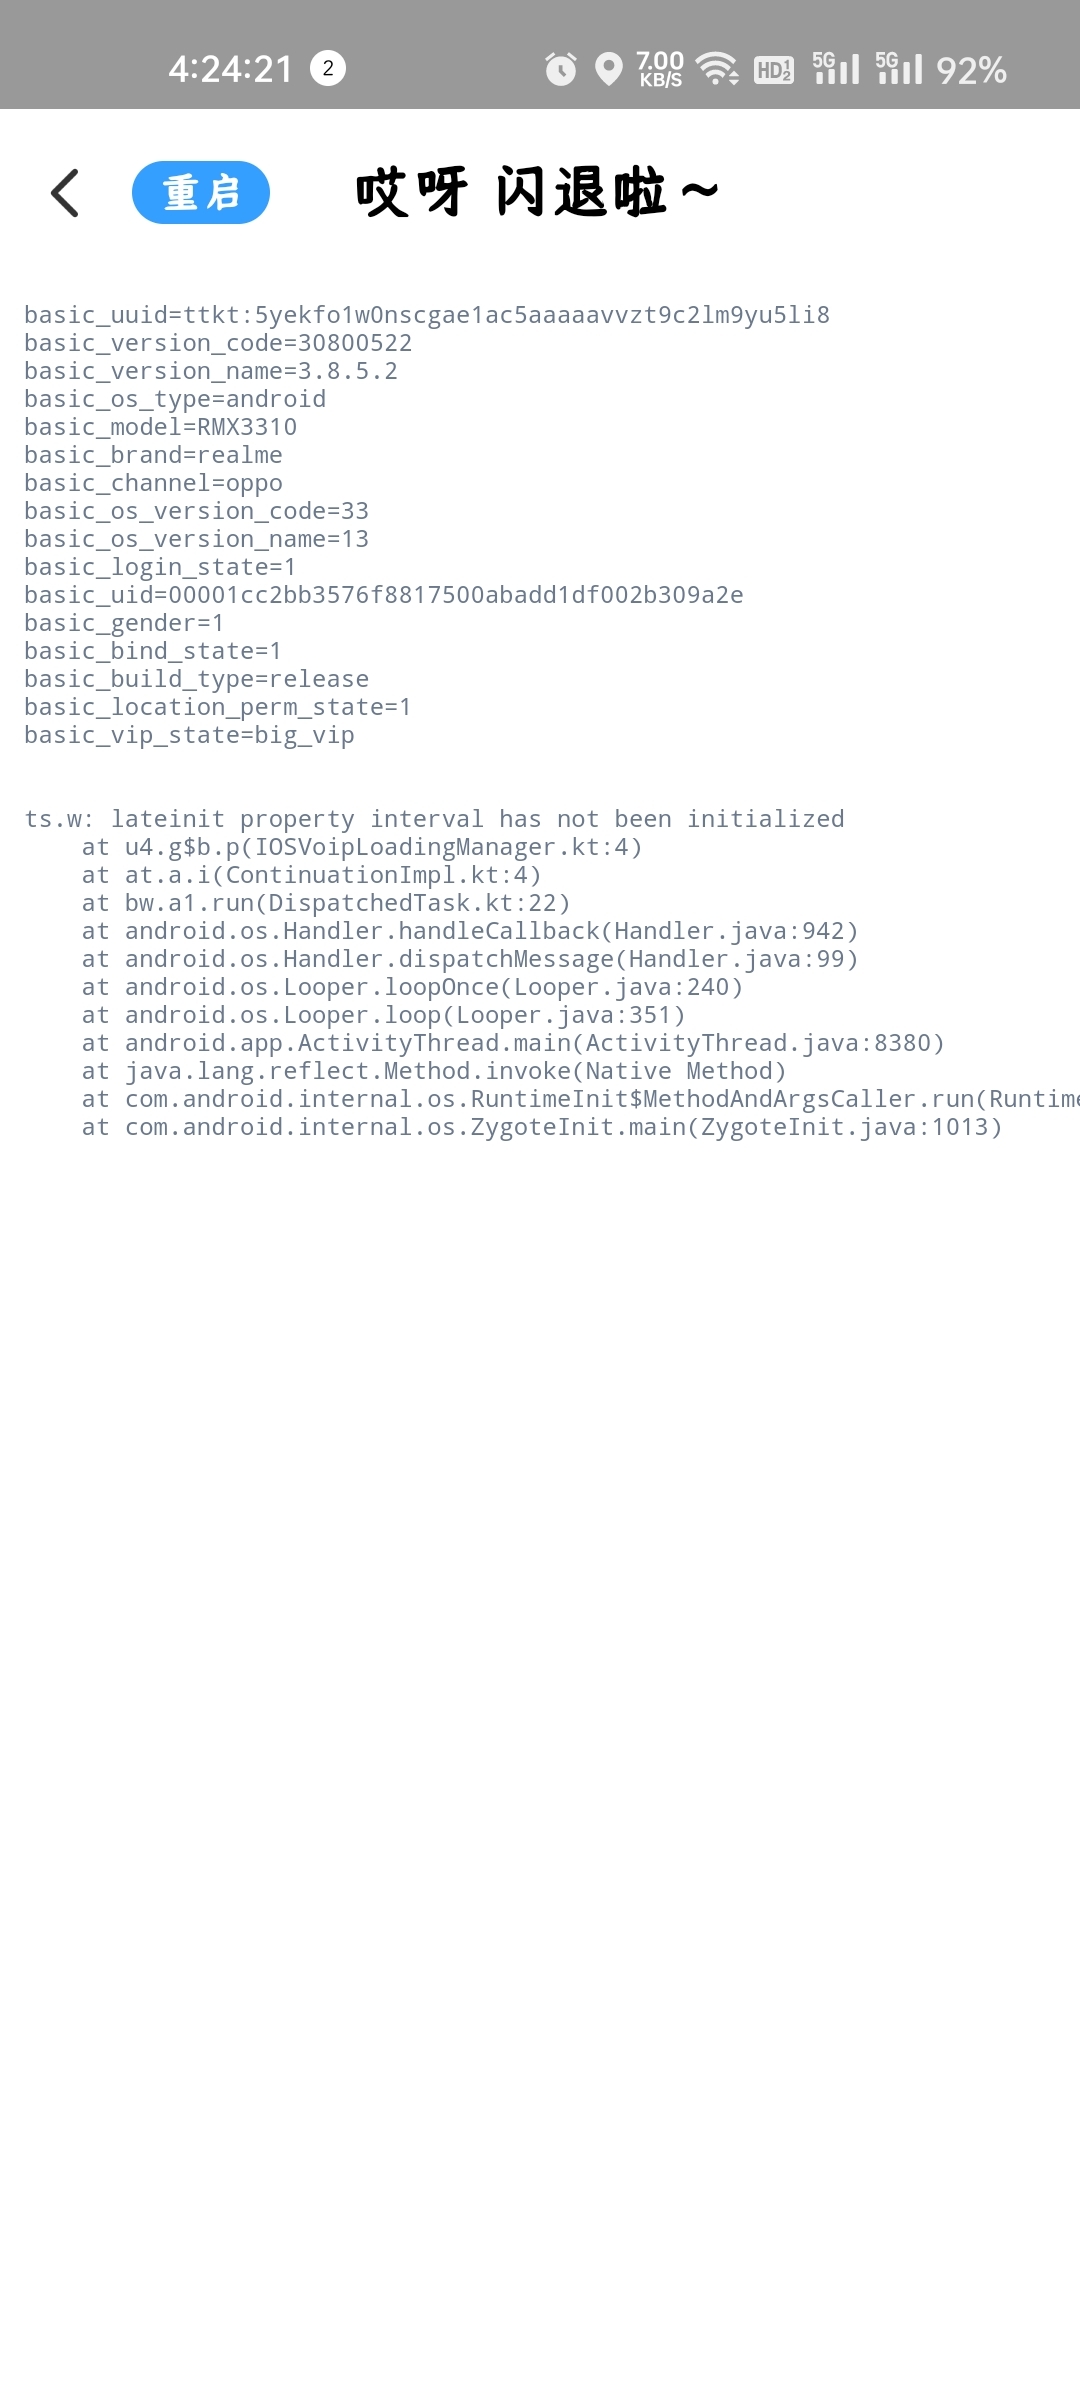 4:24:21 2 7.00 KB/S HD 1 2 5G 5G 92%
重启 哎呀 闪退啦~
basic_uuid=ttkt:5yekfo1w0nscgae1ac5aaaaavvzt9c2lm9yu5li8
basic_version_code=30800522
basic_version_name=3.8.5.2
basic_os_type=android
basic_model=RMX3310
basic_brand=realme
basic_channel=oppo
basic_os_version_code=33
basic_os_version_name=13
basic_login_state=1
basic_uid=00001cc2bb3576f8817500abadd1df002b309a2e
basic_gender=1
basic_bind_state=1
basic_build_type=release
basic_location_perm_state=1
basic_vip_state=big_vip
ts.w: lateinit property interval has not been initialized
at u4.g$b.p(IOSVoipLoadingManager.kt:4)
at at.a.i(ContinuationImpl.kt:4)
at bw.a1.run(DispatchedTask.kt:22)
at android.os.Handler.handleCallback(Handler.java:942)
at android.os.Handler.dispatchMessage(Handler.java:99)
at android.os.Looper.loopOnce(Looper.java:240)
at android.os.Looper.loop(Looper.java:351)
at android.app.ActivityThread.main(ActivityThread.java:8380)
at java.lang.reflect.Method.invoke(Native Method)
at com.android.internal.os.RuntimeInit$MethodAndArgsCaller.run(Runtime
at com.android.internal.os.ZygoteInit.main(ZygoteInit.java:1013)